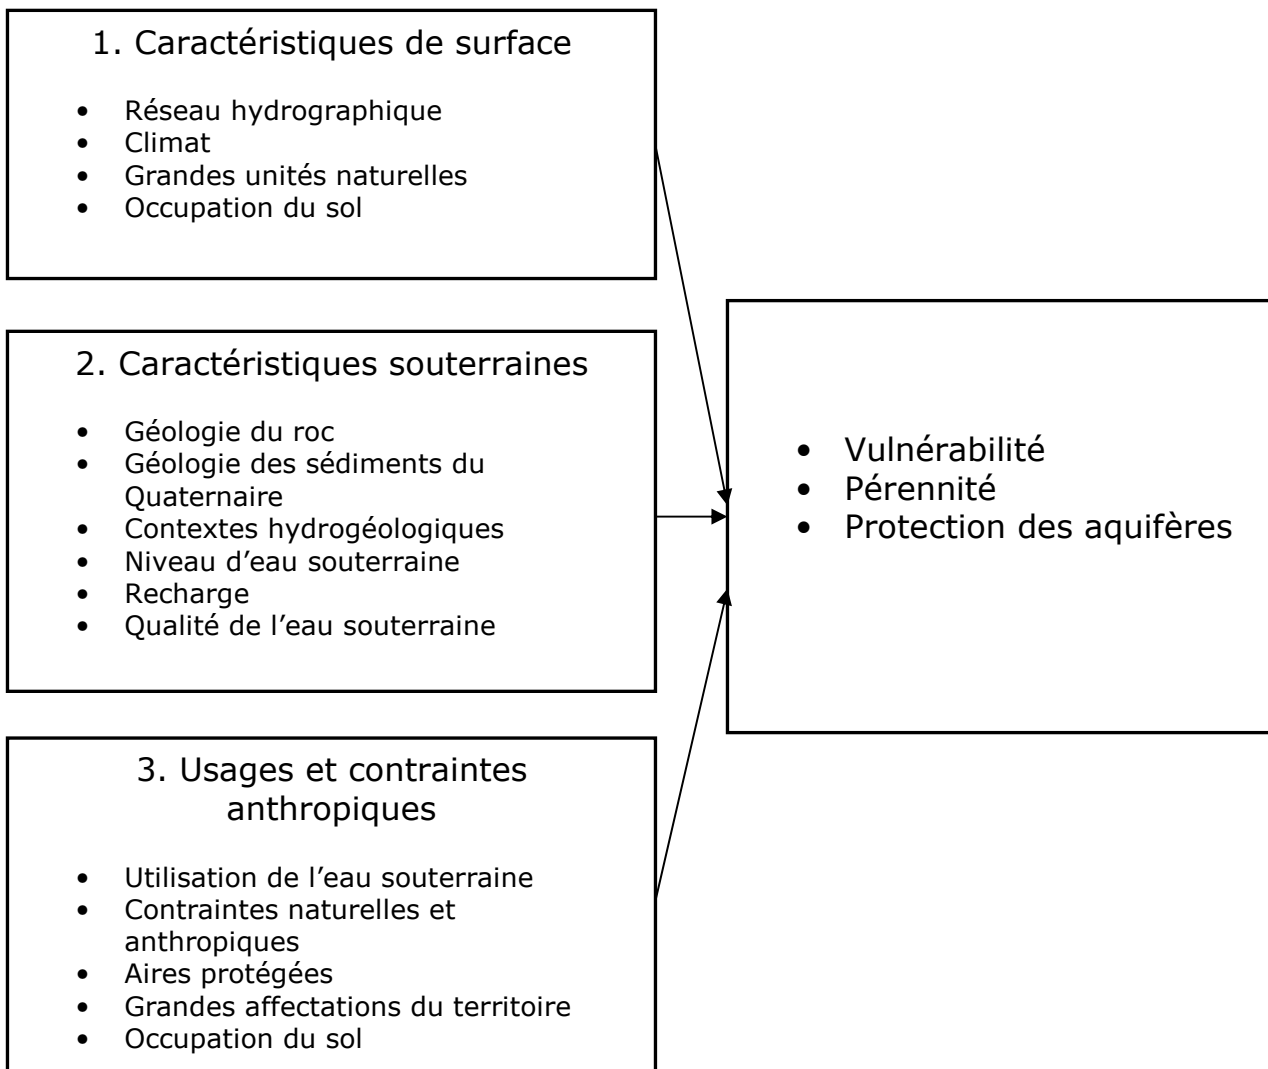 1. Caractéristiques de surface
• Réseau hydrographique
• Climat
• Grandes unités naturelles
• Occupation du sol
2. Caractéristiques souterraines
• Géologie du roc
• Géologie des sédiments du
Quaternaire
• Contextes hydrogéologiques
• Niveau d’eau souterraine
• Recharge
• Qualité de l’eau souterraine
3. Usages et contraintes
anthropiques
• Utilisation de l’eau souterraine
• Contraintes naturelles et
anthropiques
• Aires protégées
• Grandes affectations du territoire
• Occupation du sol
• Vulnérabilité
• Pérennité
• Protection des aquifères